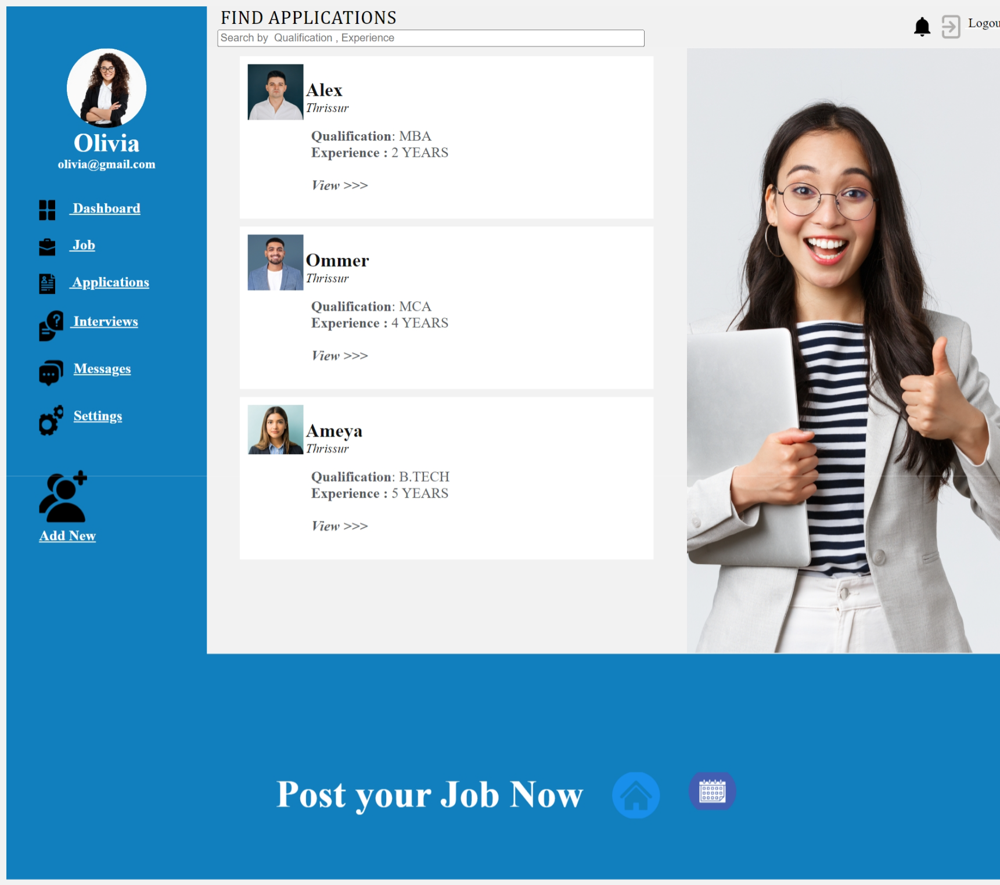 FIND APPLICATIONS
Search by  Qualification , Experience
Logou
Olivia
olivia@gmail.com
Dashboard
Job
Applications
Interviews
Messages
Settings
Add New
Alex
Thrissur
Qualification: MBA
Experience : 2 YEARS
View >>>
Ommer
Thrissur
Qualification: MCA
Experience : 4 YEARS
View >>>
Ameya
Thrissur
Qualification: B.TECH
Experience : 5 YEARS
View >>>
Post your Job Now